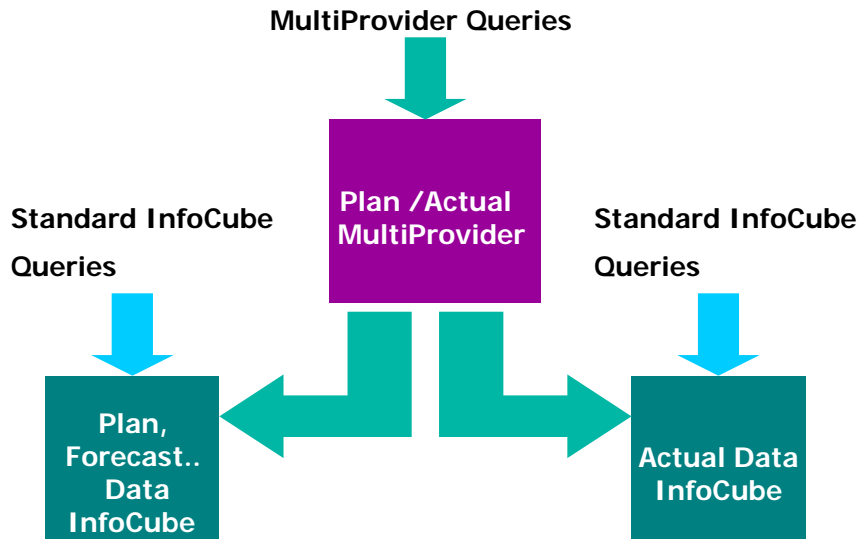 MultiProvider Queries
Plan /Actual
MultiProvider
Standard InfoCube
Queries
Standard InfoCube
Queries
Plan,
Forecast..
Data
InfoCube
Actual Data
InfoCube